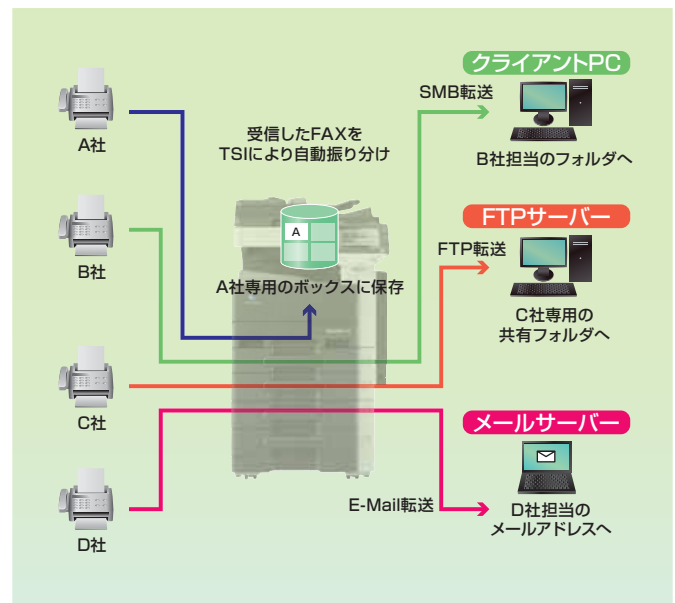 クライアントPC
SMB転送
A社
受信したFAXを
TSIにより自動振り分け
B社担当のフォルダへ
A
FTPサーバー
FTP転送
B社
A社専用のボックスに保存
C社専用の
共有フォルダへ
C社
メールサーバー
E-Mail転送
D社担当の
メールアドレスへ
D社